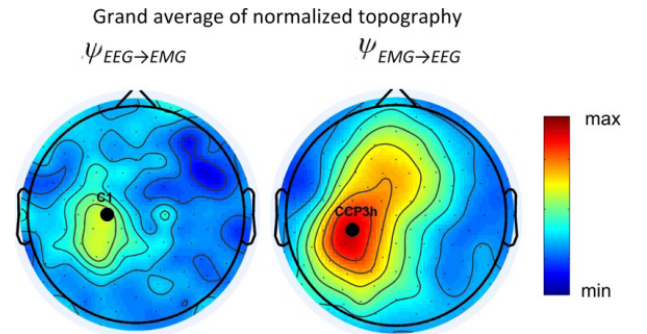 Grand average of normalized topography
ψEEG→EMG
ψEMG→EEG
C1
CCP3h
max
min